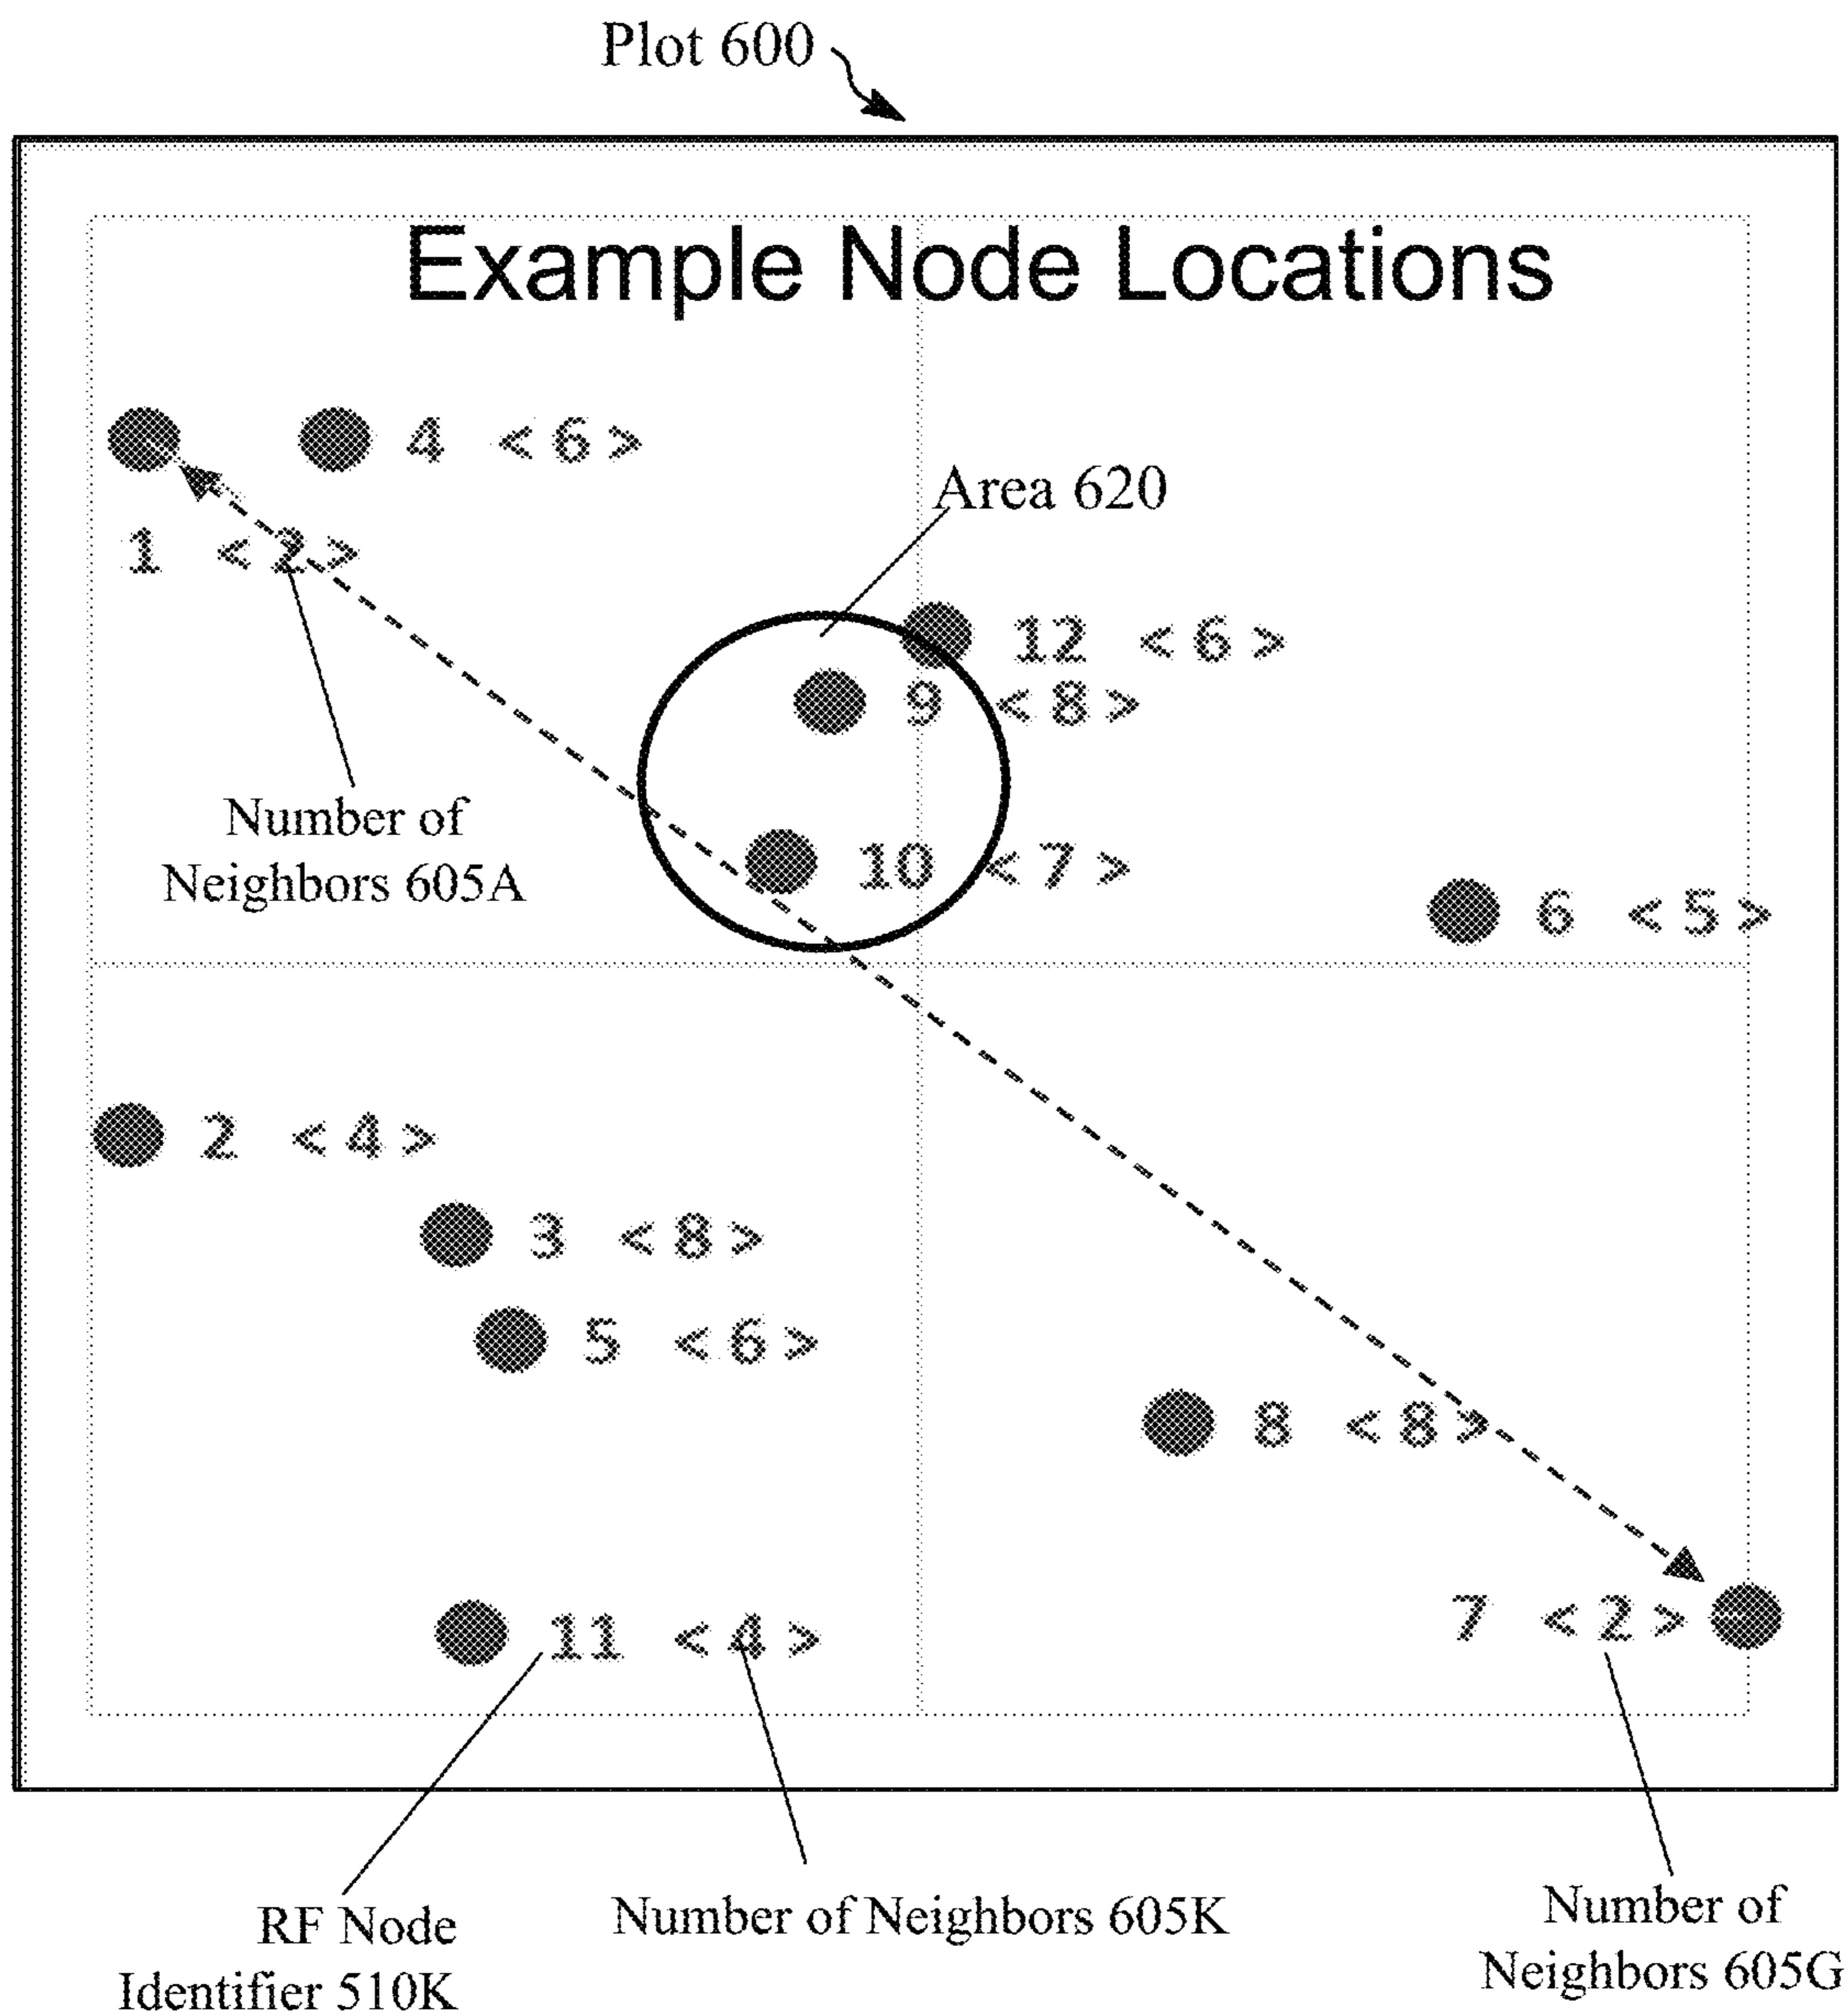 Plot 600
Example Node Locations
4 <6>
Area 620
1 <2>
12 <6>
9 <8>
Number of
Neighbors 605A
10 <7>
6 <5>
2 <4>
3 <8>
5 <6>
8 <8>
7 <2>
11 <4>
RF Node
Identifier 510K
Number of Neighbors 605K
Number of
Neighbors 605G